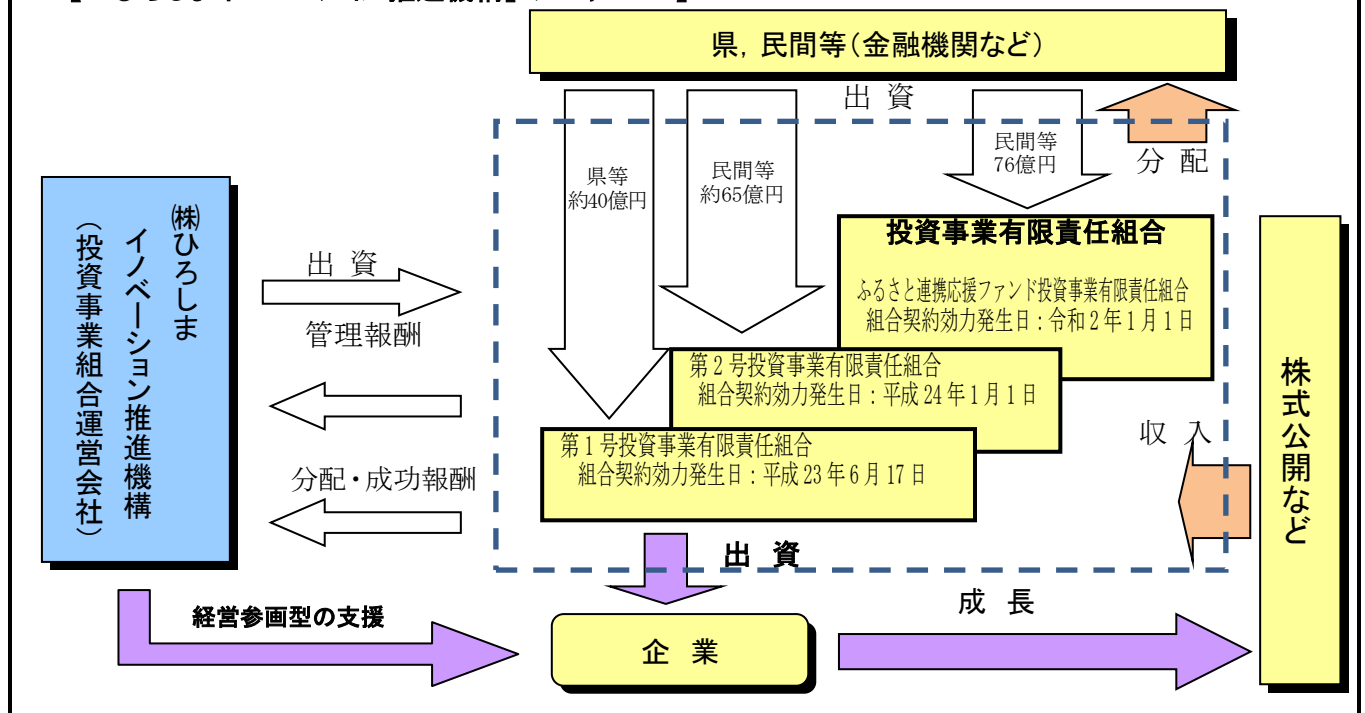 県，民間等（金融機関など）
出 資
分 配
県等
約40億円
民間等
約65億円
民間等
76億円
㈱ひろしま
イノベーション推進機構
（投資事業組合運営会社）
出 資
管理報酬
分配・成功報酬
投資事業有限責任組合
ふるさと連携応援ファンド投資事業有限責任組合
組合契約効力発生日：令和２年１月１日
第２号投資事業有限責任組合
組合契約効力発生日：平成24年１月１日
第１号投資事業有限責任組合
組合契約効力発生日：平成23年６月17日
収 入
株式公開など
出 資
経営参画型の支援
企 業
成 長